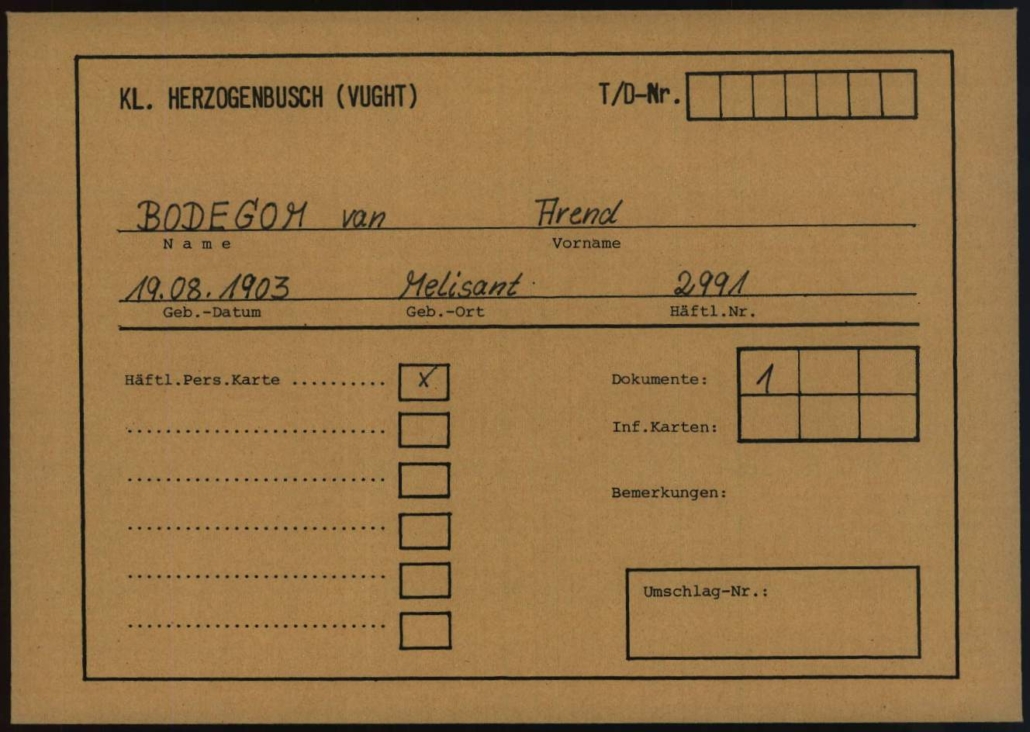 KL. HERZOGENBUSCH (VUGHT) T/D-Nr.
BODEGOM van Arend
Name Vorname
19.08.1903 Melisant 2991
Geb.-Datum Geb.-Ort Häftl.Nr.
Häftl.Pers.Karte .......... X Dokumente: 1
Inf.Karten:
Bemerkungen:
Umschlag-Nr.: